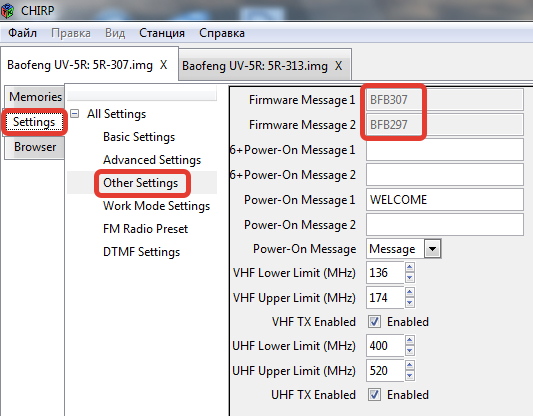 CHIRP
Файл Правка Вид Станция Справка
Baofeng UV-5R: 5R-307.img X Baofeng UV-5R: 5R-313.img X
Memories
Settings
Browser
All Settings
Basic Settings
Advanced Settings
Other Settings
Work Mode Settings
FM Radio Preset
DTMF Settings
Firmware Message 1 BFB307
Firmware Message 2 BFB297
6+Power-On Message 1
6+Power-On Message 2
Power-On Message 1 WELCOME
Power-On Message 2
Power-On Message Message
VHF Lower Limit (MHz) 136
VHF Upper Limit (MHz) 174
VHF TX Enabled Enabled
UHF Lower Limit (MHz) 400
UHF Upper Limit (MHz) 520
UHF TX Enabled Enabled